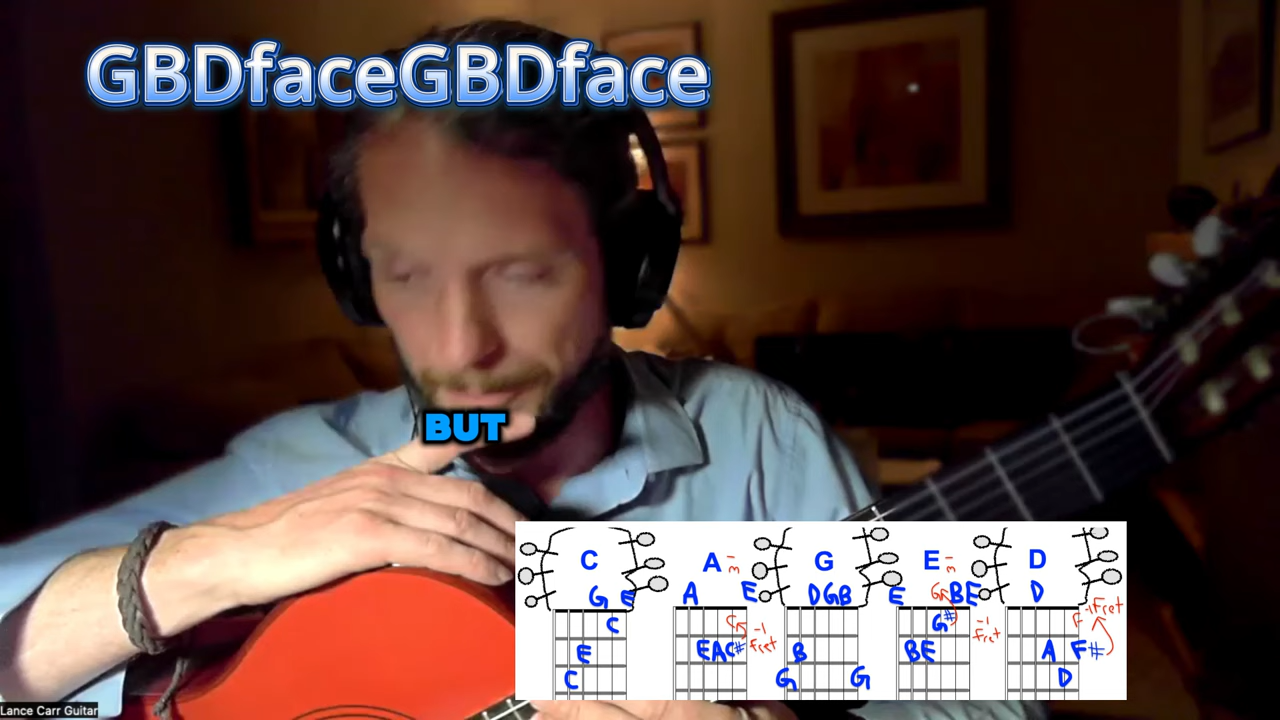 GBDfaceGBDface
BUT
C A - m G E - m D
G E A E D G B E G B E D
C C G# F -1 Fret
-1 Fret -1 fret
E E A C# B B E A F#
C G G D
Lance Carr Guitar